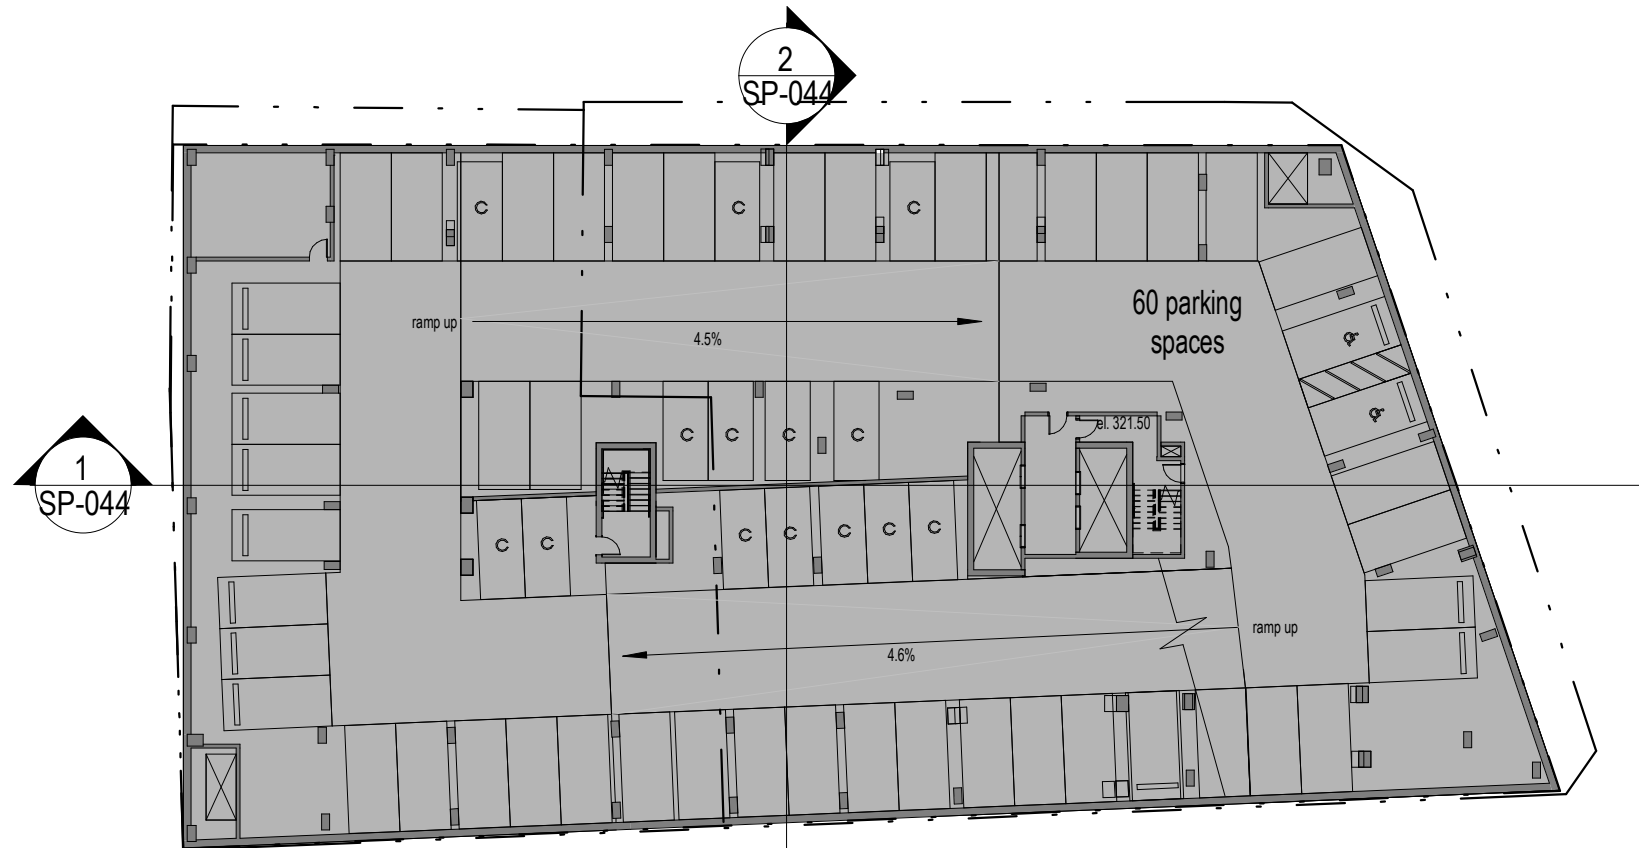 2
SP-044
C C C
60 parking
spaces
ramp up
4.5%
C C C C
el. 321.50
1
SP-044
C C C C C C C
ramp up
4.6%